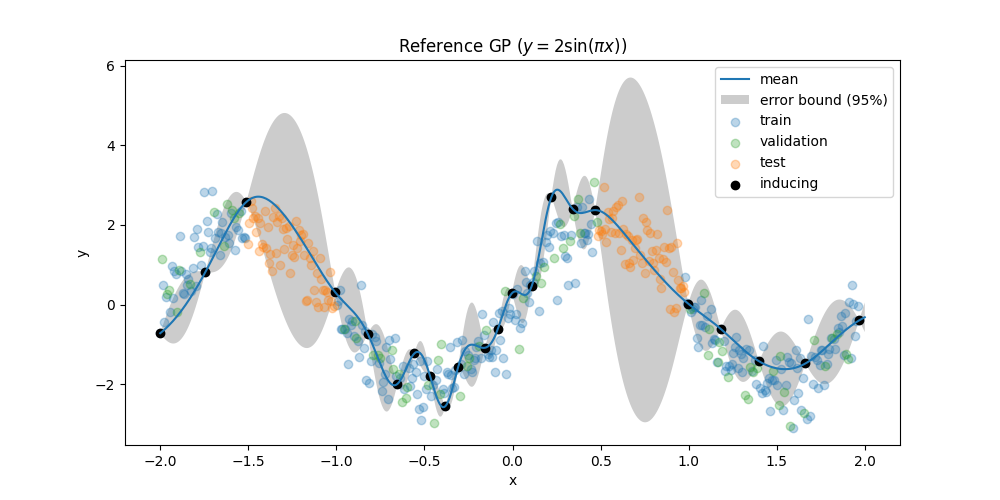 Reference GP (y = 2sin(πx))
6
4
2
0
−2
y
−2.0 −1.5 −1.0 −0.5 0.0 0.5 1.0 1.5 2.0
x
mean
error bound (95%)
train
validation
test
inducing